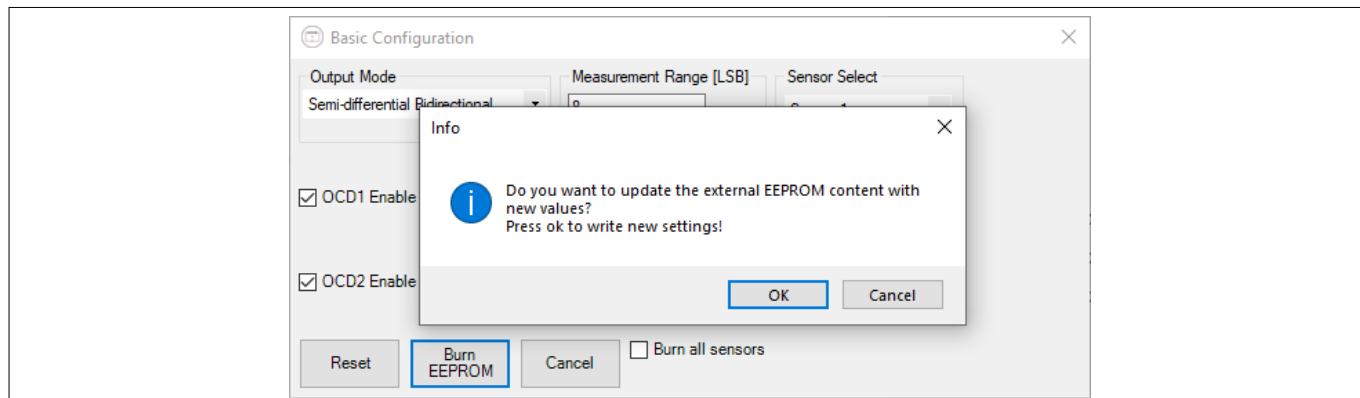 Basic Configuration
Output Mode
Measurement Range [LSB]
Sensor Select
Semi-differential Bidirectional
Info
Do you want to update the external EEPROM content with
new values?
Press ok to write new settings!
OCD1 Enable
OCD2 Enable
OK
Cancel
Reset
Burn
EEPROM
Cancel
Burn all sensors